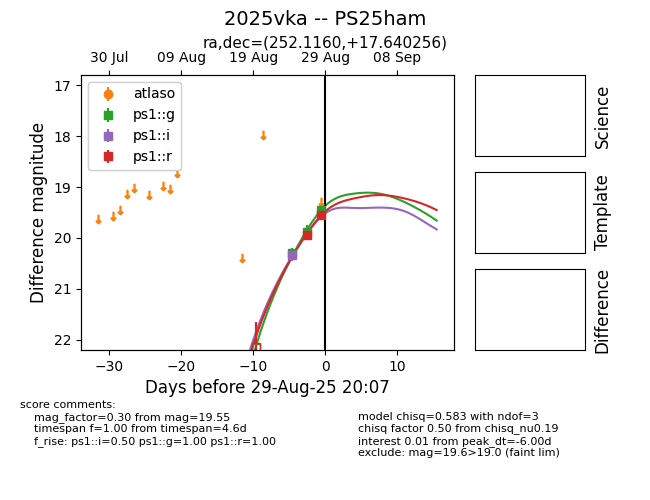 2025vka -- PS25ham
ra,dec=(252.1160,+17.640256)
30 Jul 09 Aug 19 Aug 29 Aug 08 Sep
17
18
19
20
21
22
Difference magnitude
atlaso
ps1::g
ps1::i
ps1::r
−30 −20 −10 0 10
Days before 29-Aug-25 20:07
Science
Template
Difference
score comments:
mag_factor=0.30 from mag=19.55
timespan f=1.00 from timespan=4.6d
f_rise: ps1::i=0.50 ps1::g=1.00 ps1::r=1.00
model chisq=0.583 with ndof=3
chisq factor 0.50 from chisq_nu0.19
interest 0.01 from peak_dt=-6.00d
exclude: mag=19.6>19.0 (faint lim)